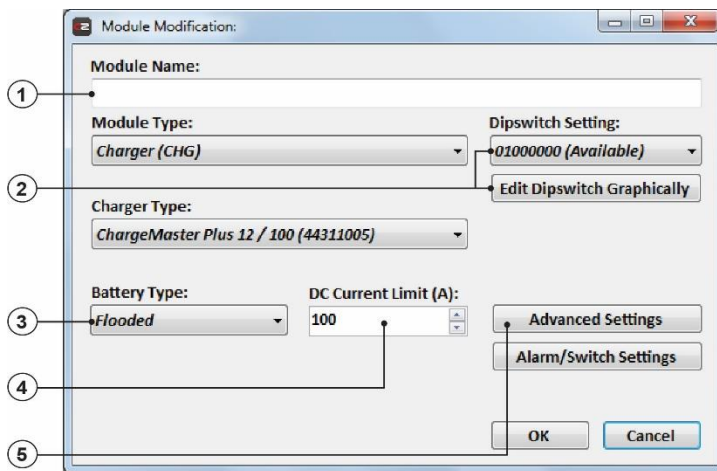 Module Modification:
Module Name:
1
Module Type:
Dipswitch Setting:
Charger (CHG)
01000000 (Available)
2
Edit Dipswitch Graphically
Charger Type:
ChargeMaster Plus 12 / 100 (44311005)
Battery Type:
DC Current Limit (A):
3
Flooded
100
Advanced Settings
Alarm/Switch Settings
4
OK
Cancel
5